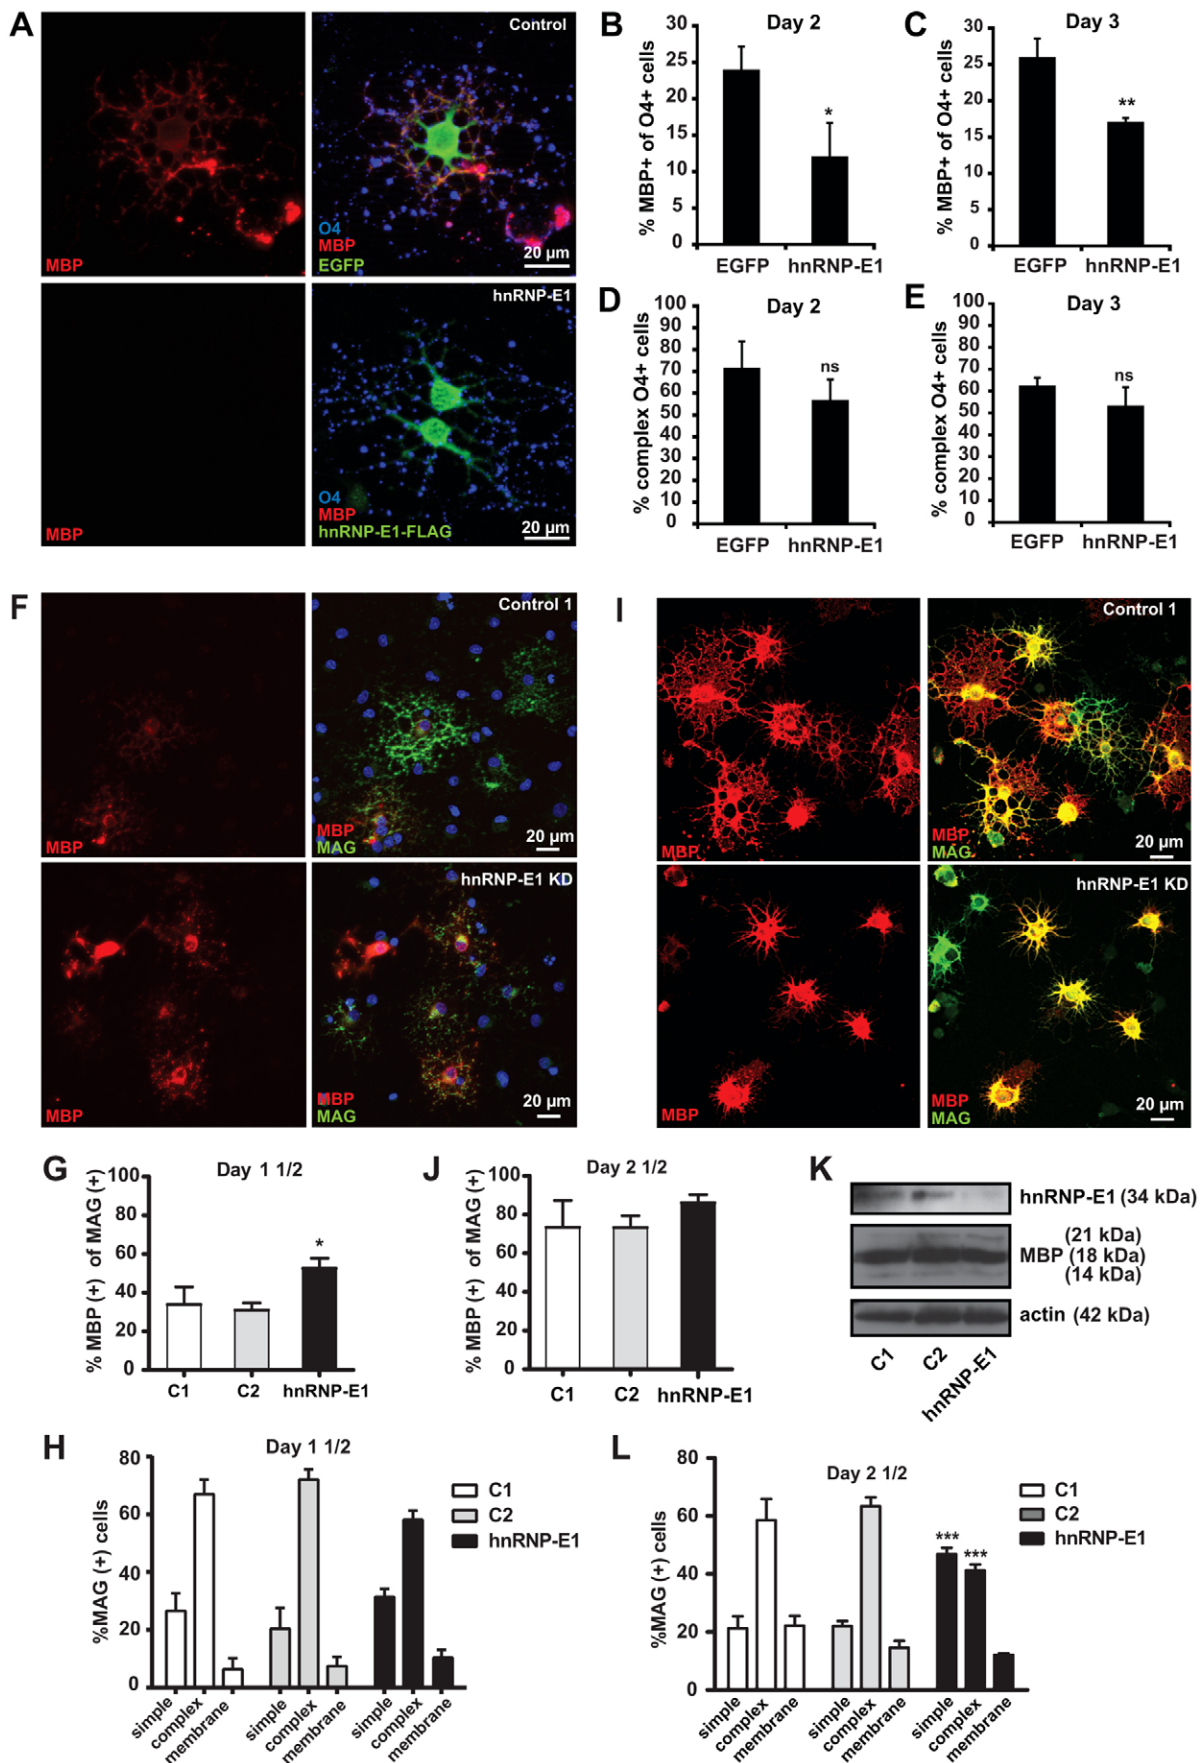 A
Control
MBP
O4
MBP
EGFP
20 µm
hnRNP-E1
MBP
O4
MBP
hnRNP-E1-FLAG
20 µm
B
Day 2
% MBP+ of O4+ cells
30
25
20
15
10
5
0
*
EGFP hnRNP-E1
C
Day 3
% MBP+ of O4+ cells
30
25
20
15
10
5
0
**
EGFP hnRNP-E1
D
Day 2
% complex O4+ cells
100
90
80
70
60
50
40
30
20
10
0
ns
EGFP hnRNP-E1
E
Day 3
% complex O4+ cells
100
90
80
70
60
50
40
30
20
10
0
ns
EGFP hnRNP-E1
F
Control 1
MBP
MBP
MAG
20 µm
hnRNP-E1 KD
MBP
MBP
MAG
20 µm
I
Control 1
MBP
MBP
MAG
20 µm
hnRNP-E1 KD
MBP
MBP
MAG
20 µm
G
Day 1 1/2
% MBP (+) of MAG (+)
100
80
60
40
20
0
*
C1 C2 hnRNP-E1
J
Day 2 1/2
% MBP (+) of MAG (+)
100
80
60
40
20
0
C1 C2 hnRNP-E1
K
hnRNP-E1 (34 kDa)
(21 kDa)
MBP (18 kDa)
(14 kDa)
actin (42 kDa)
C1 C2 hnRNP-E1
H
Day 1 1/2
%MAG (+) cells
80
60
40
20
0
C1
C2
hnRNP-E1
simple complex membrane simple complex membrane simple complex membrane
L
Day 2 1/2
%MAG (+) cells
80
60
40
20
0
*** ***
C1
C2
hnRNP-E1
simple complex membrane simple complex membrane simple complex membrane